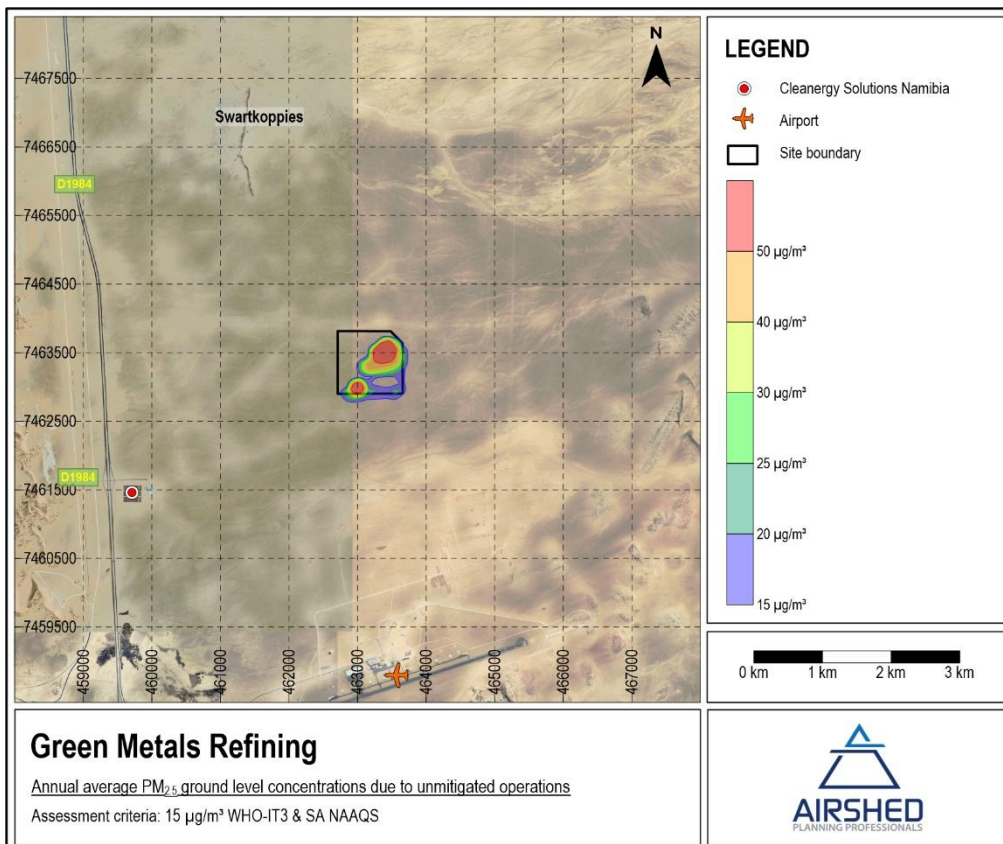 N
7467500
Swartkoppies
7466500
D1984
7465500
7464500
7463500
7462500
D1984
7461500
7460500
7459500
459000
460000
461000
462000
463000
464000
465000
466000
467000
LEGEND
Cleanergy Solutions Namibia
Airport
Site boundary
50 µg/m³
40 µg/m³
30 µg/m³
25 µg/m³
20 µg/m³
15 µg/m³
0 km 1 km 2 km 3 km
Green Metals Refining
Annual average PM2.5 ground level concentrations due to unmitigated operations
Assessment criteria: 15 µg/m³ WHO-IT3 & SA NAAQS
AIRSHED
PLANNING PROFESSIONALS